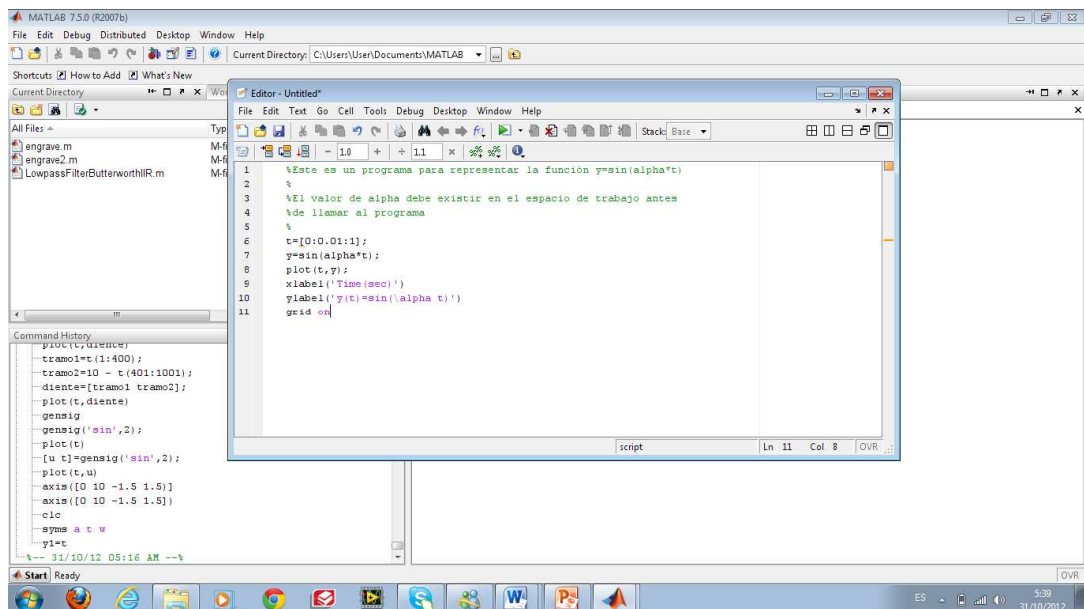 MATLAB 7.5.0 (R2007b)
File Edit Debug Distributed Desktop Window Help
Current Directory: C:\Users\User\Documents\MATLAB
Shortcuts How to Add What's New
Current Directory
All Files
engrave.m
engrave2.m
LowpassFilterButterworthIIR.m
Editor - Untitled*
File Edit Text Go Cell Tools Debug Desktop Window Help
Stack: Base
- 1.0 + ÷ 1.1 ×
1 %Este es un programa para representar la función y=sin(alpha*t)
2 %
3 %El valor de alpha debe existir en el espacio de trabajo antes
4 %de llamar al programa
5 %
6 t=[0:0.01:1];
7 y=sin(alpha*t);
8 plot(t,y);
9 xlabel('Time(sec)')
10 ylabel('y(t)=sin(\alpha t)')
11 grid on
script Ln 11 Col 8 OVR
Command History
plot(t,diente)
tramo1=t(1:400);
tramo2=10 - t(401:1001);
diente=[tramo1 tramo2];
plot(t,diente)
gensig
gensig('sin',2);
plot(t)
[u t]=gensig('sin',2);
plot(t,u)
axis([0 10 -1.5 1.5)]
axis([0 10 -1.5 1.5])
clc
syms a t w
y1=t
%-- 31/10/12 05:16 AM --%
Start Ready
OVR
ES
5:39
31/10/2012